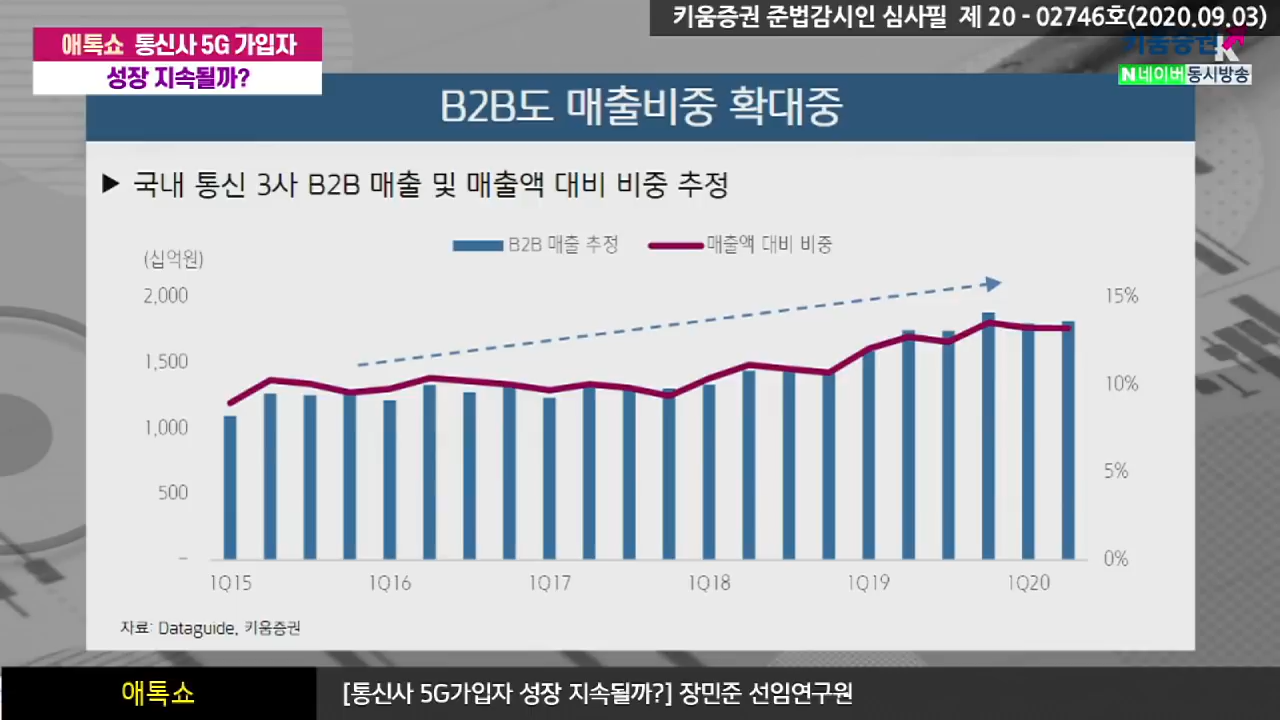 키움증권 준법감시인 심사필 제 20 - 02746호(2020.09.03)
애톡쇼 통신사 5G 가입자
성장 지속될까?
키움증권
N네이버 동시방송
B2B도 매출비중 확대중
▶ 국내 통신 3사 B2B 매출 및 매출액 대비 비중 추정
B2B 매출 추정 매출액 대비 비중
(십억원)
2,000 15%
1,500
10%
1,000
5%
500
– 0%
1Q15 1Q16 1Q17 1Q18 1Q19 1Q20
자료: Dataguide, 키움증권
애톡쇼 [통신사 5G가입자 성장 지속될까?] 장민준 선임연구원